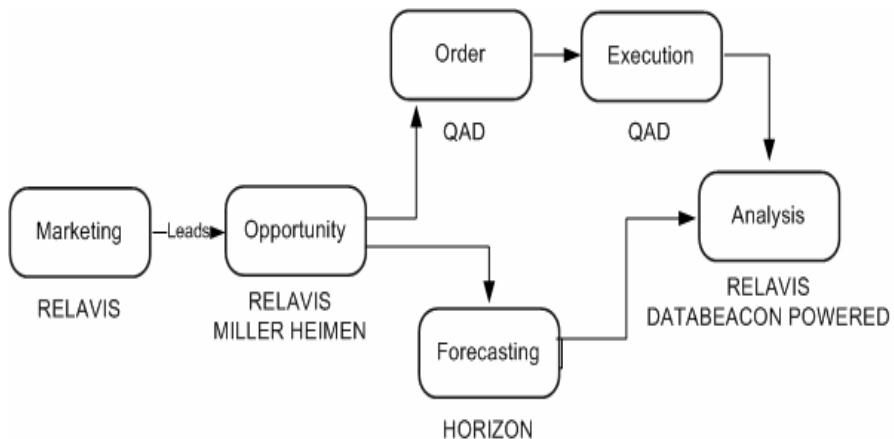 Order
Execution
QAD
QAD
Marketing
Leads
Opportunity
Analysis
RELAVIS
RELAVIS
MILLER HEIMEN
RELAVIS
DATABEACON POWERED
Forecasting
HORIZON